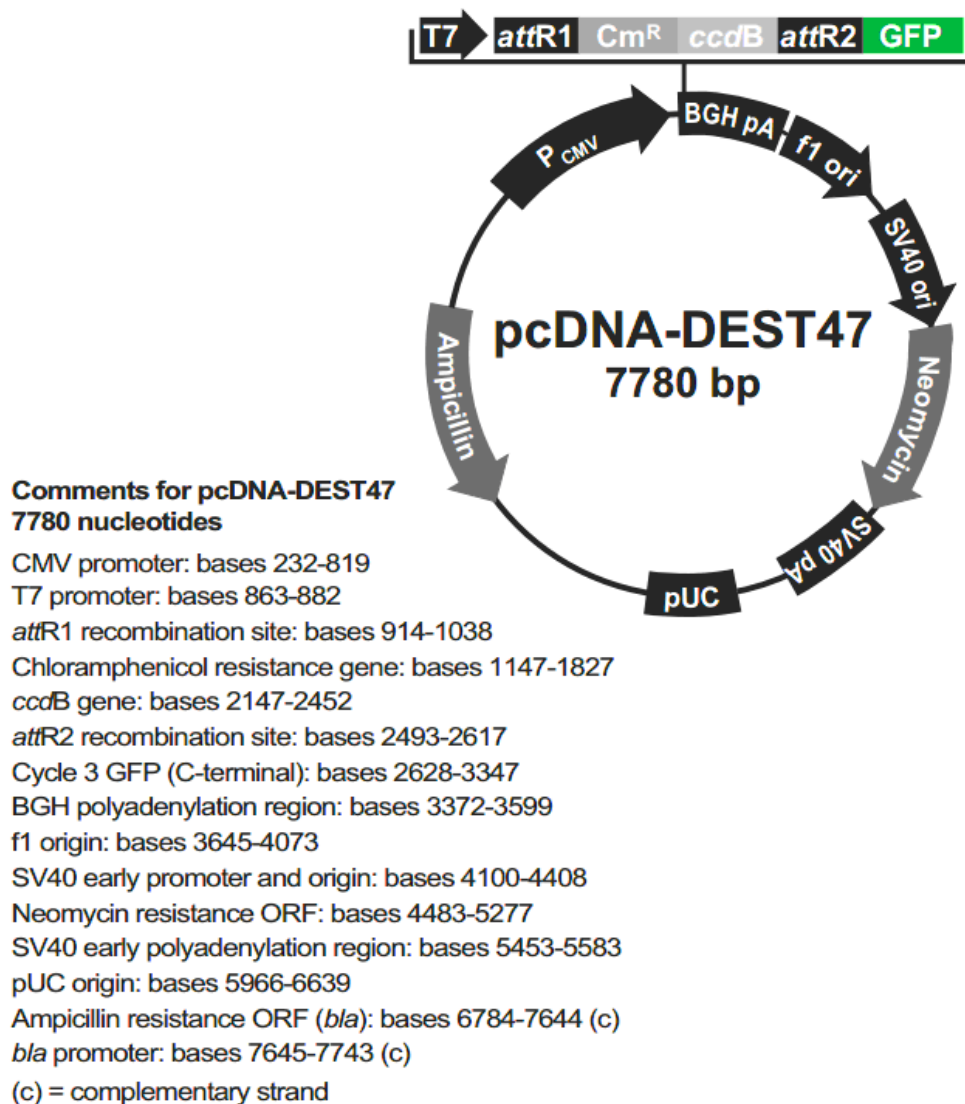 T7 attR1 CmR ccdB attR2 GFP
PCMV
BGH pA
f1 ori
SV40 ori
Neomycin
SV40 pA
pUC
Ampicillin
pcDNA-DEST47
7780 bp
Comments for pcDNA-DEST47
7780 nucleotides
CMV promoter: bases 232-819
T7 promoter: bases 863-882
attR1 recombination site: bases 914-1038
Chloramphenicol resistance gene: bases 1147-1827
ccdB gene: bases 2147-2452
attR2 recombination site: bases 2493-2617
Cycle 3 GFP (C-terminal): bases 2628-3347
BGH polyadenylation region: bases 3372-3599
f1 origin: bases 3645-4073
SV40 early promoter and origin: bases 4100-4408
Neomycin resistance ORF: bases 4483-5277
SV40 early polyadenylation region: bases 5453-5583
pUC origin: bases 5966-6639
Ampicillin resistance ORF (bla): bases 6784-7644 (c)
bla promoter: bases 7645-7743 (c)
(c) = complementary strand